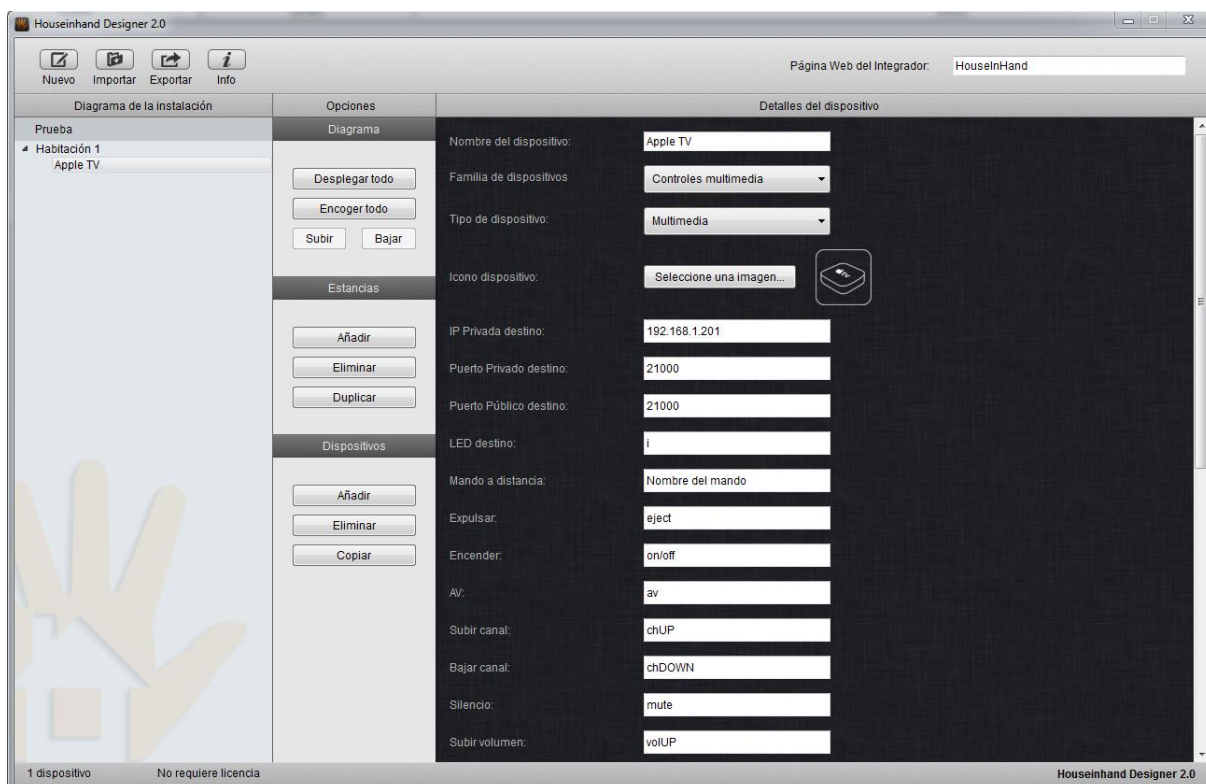 Houseinhand Designer 2.0
Nuevo Importar Exportar Info
Página Web del Integrador: HouseInHand
Diagrama de la instalación
Opciones
Detalles del dispositivo
Prueba
Habitación 1
Apple TV
Diagrama
Desplegar todo
Encoger todo
Subir Bajar
Estancias
Añadir
Eliminar
Duplicar
Dispositivos
Añadir
Eliminar
Copiar
Nombre del dispositivo: Apple TV
Familia de dispositivos Controles multimedia
Tipo de dispositivo: Multimedia
Icono dispositivo: Seleccione una imagen... tv
IP Privada destino: 192.168.1.201
Puerto Privado destino: 21000
Puerto Público destino: 21000
LED destino: i
Mando a distancia: Nombre del mando
Expulsar: eject
Encender: on/off
AV: av
Subir canal: chUP
Bajar canal: chDOWN
Silencio: mute
Subir volumen: volUP
1 dispositivo No requiere licencia
Houseinhand Designer 2.0